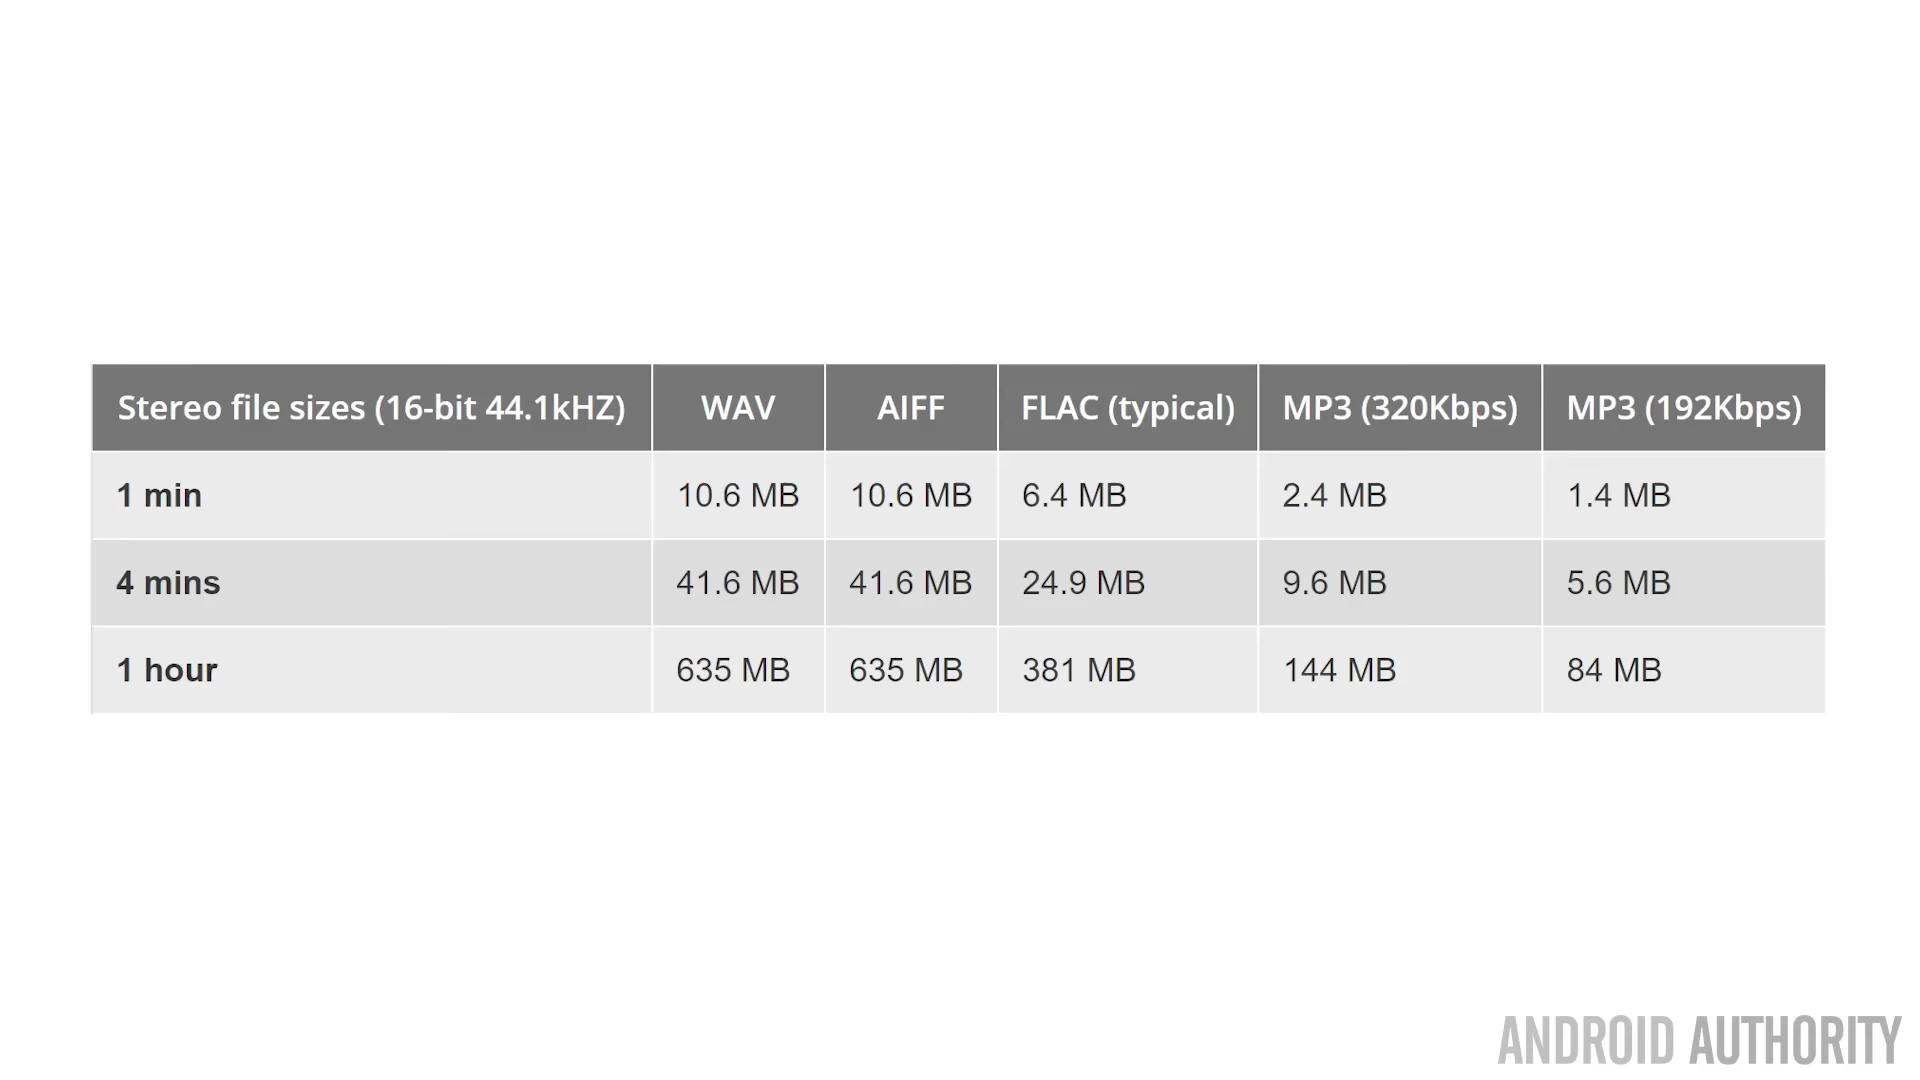 Stereo file sizes (16-bit 44.1kHZ) WAV AIFF FLAC (typical) MP3 (320Kbps) MP3 (192Kbps)
1 min 10.6 MB 10.6 MB 6.4 MB 2.4 MB 1.4 MB
4 mins 41.6 MB 41.6 MB 24.9 MB 9.6 MB 5.6 MB
1 hour 635 MB 635 MB 381 MB 144 MB 84 MB
ANDROID AUTHORITY